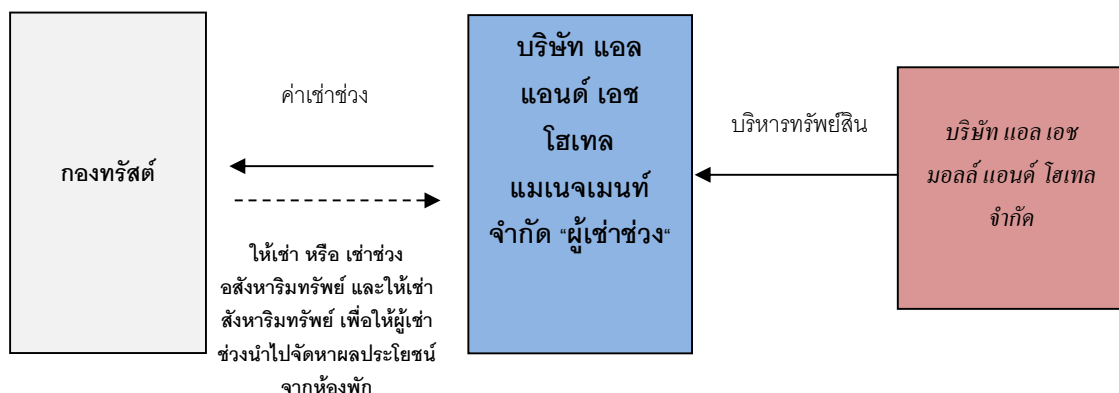 กองทรัสต์
ค่าเช่าช่วง
ให้เช่า หรือ เช่าช่วง
อสังหาริมทรัพย์ และให้เช่า
สังหาริมทรัพย์ เพื่อให้ผู้เช่า
ช่วงนำไปจัดหาผลประโยชน์
จากห้องพัก
บริษัท แอล
แอนด์ เอช
โฮเทล
แมเนจเมนท์
จำกัด “ผู้เช่าช่วง“
บริหารทรัพย์สิน
บริษัท แอล เอช
มอลล์ แอนด์ โฮเทล
จำกัด